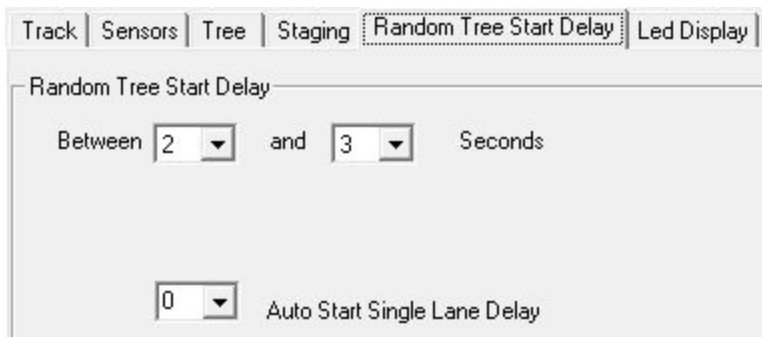 Track Sensors Tree Staging Random Tree Start Delay Led Display
Random Tree Start Delay
Between 2 and 3 Seconds
0 Auto Start Single Lane Delay